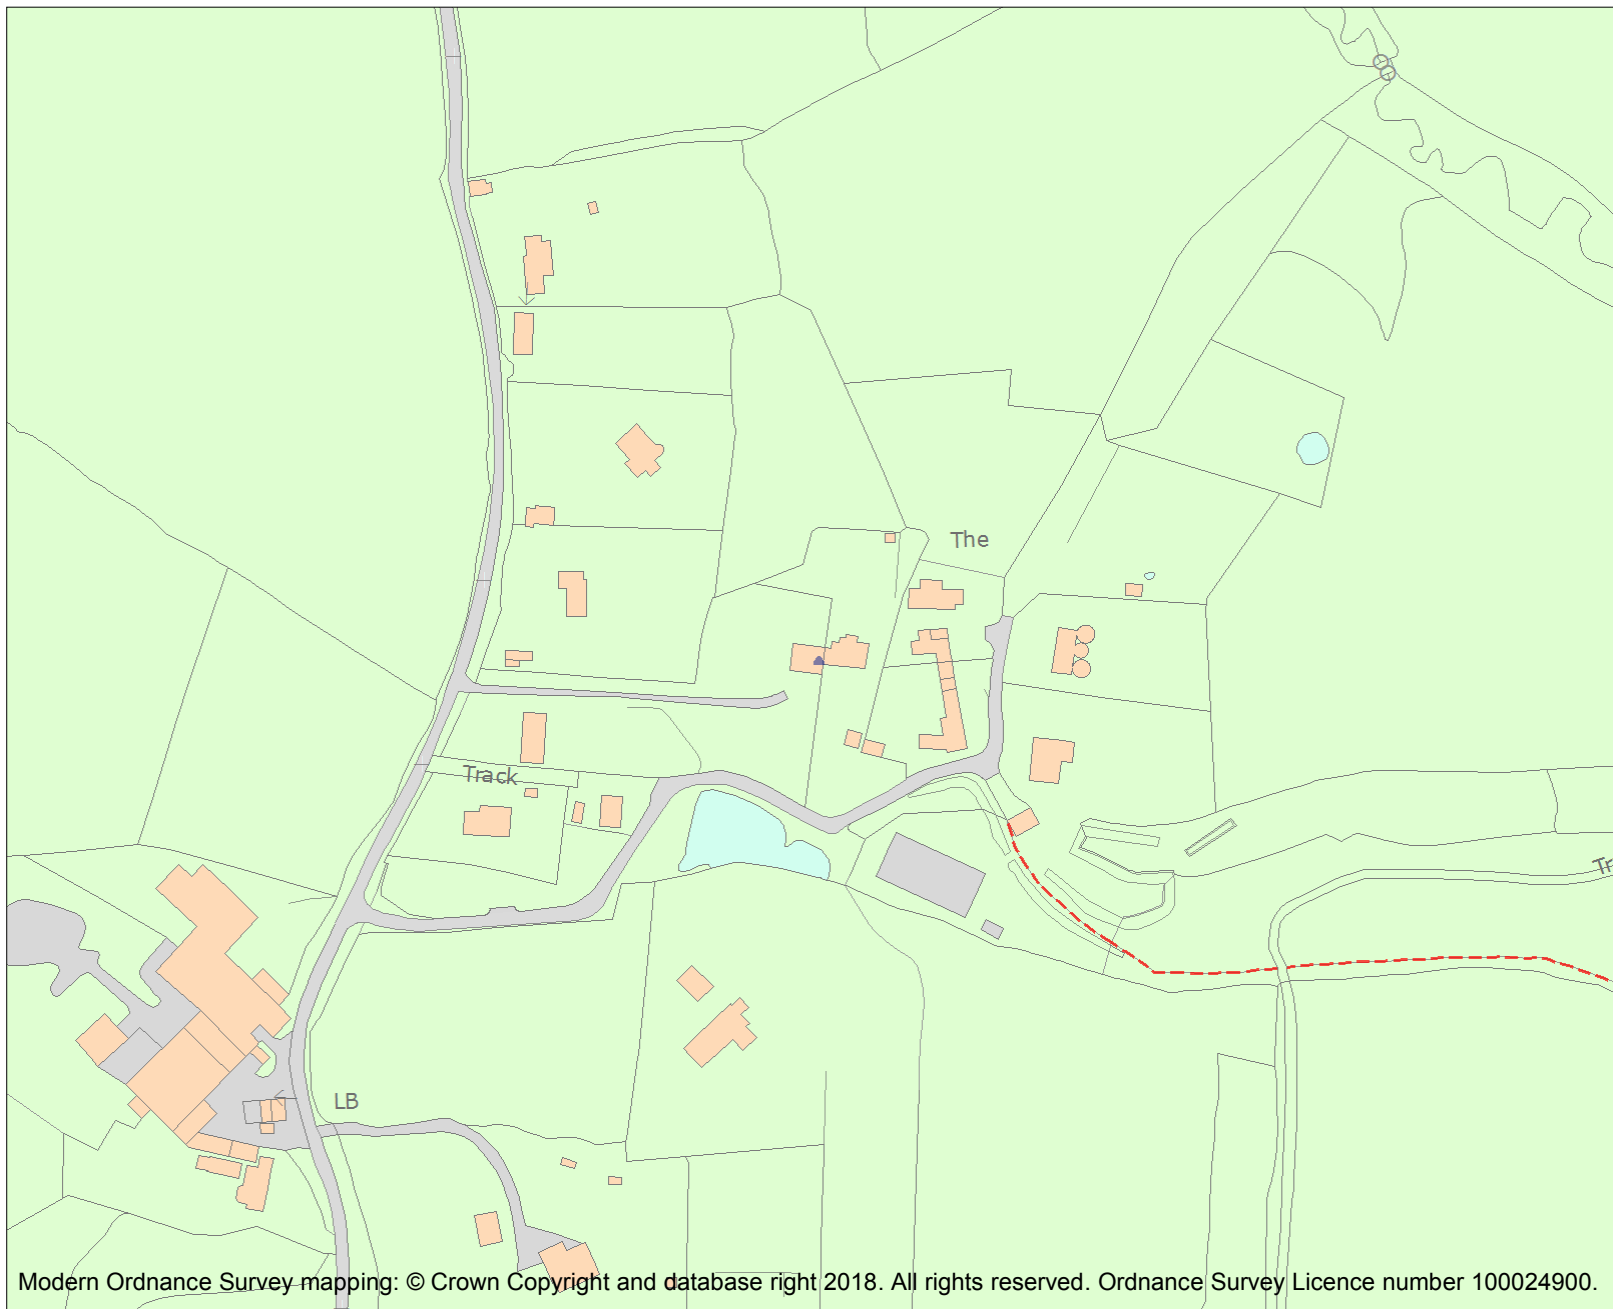 The
Track
Tr
LB
Modern Ordnance Survey mapping: © Crown Copyright and database right 2018. All rights reserved. Ordnance Survey Licence number 100024900.